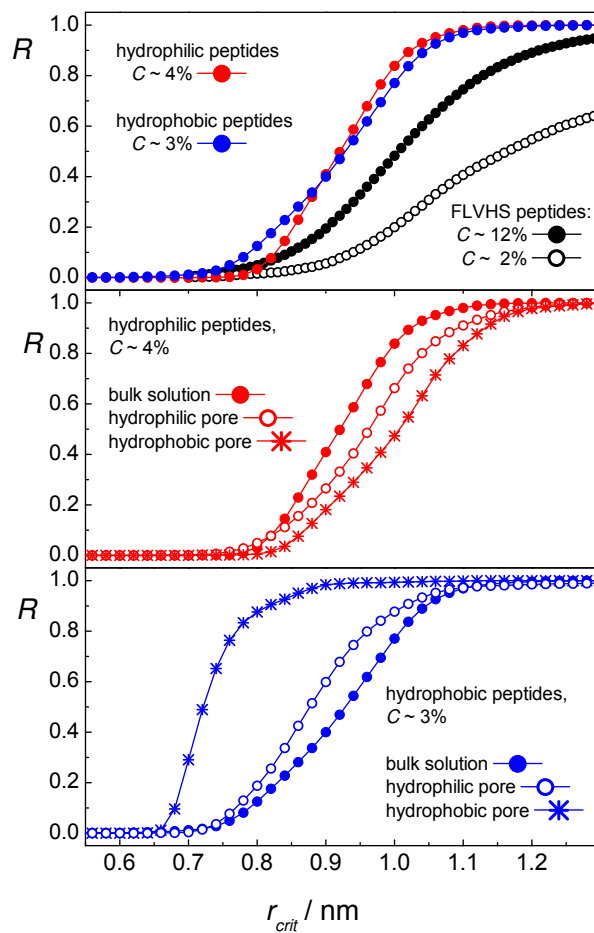 1.0
hydrophilic peptides
C ~ 4%
0.8
R
hydrophobic peptides
0.6
C ~ 3%
0.4
FLVHS peptides:
0.2
C ~ 12%
C ~ 2%
0.0
1.0
hydrophilic peptides,
R
C ~ 4%
0.8
0.6
bulk solution
hydrophilic pore
0.4
hydrophobic pore
0.2
0.0
1.0
R
0.8
0.6
hydrophobic peptides,
C ~ 3%
0.4
bulk solution
0.2
hydrophilic pore
hydrophobic pore
0.0
0.6 0.7 0.8 0.9 1.0 1.1 1.2
r_crit / nm